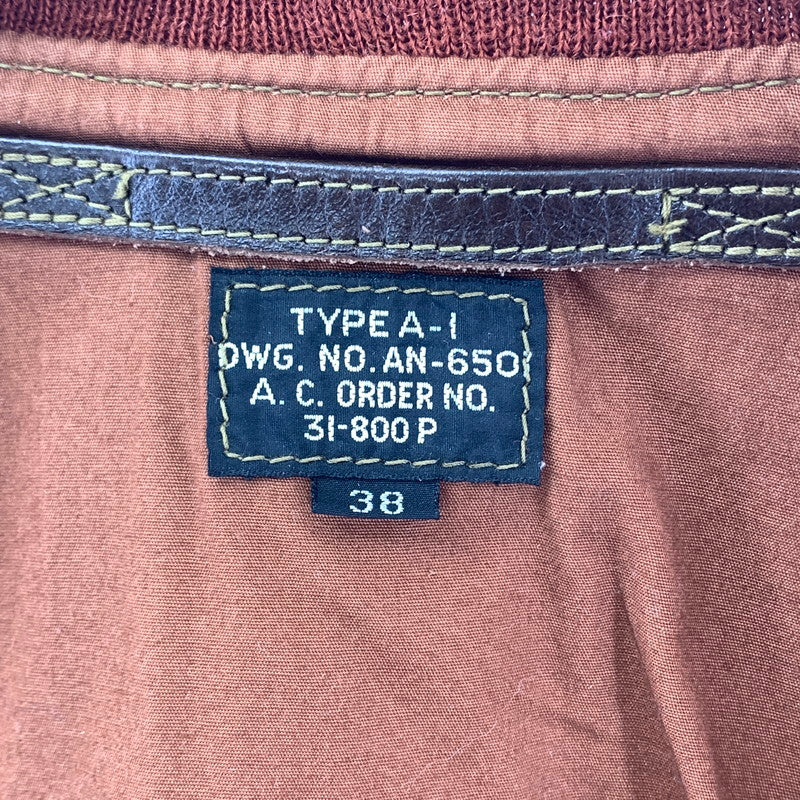 TYPE A-1
DWG. NO. AN-6501
A. C. ORDER NO.
31-800 P
38